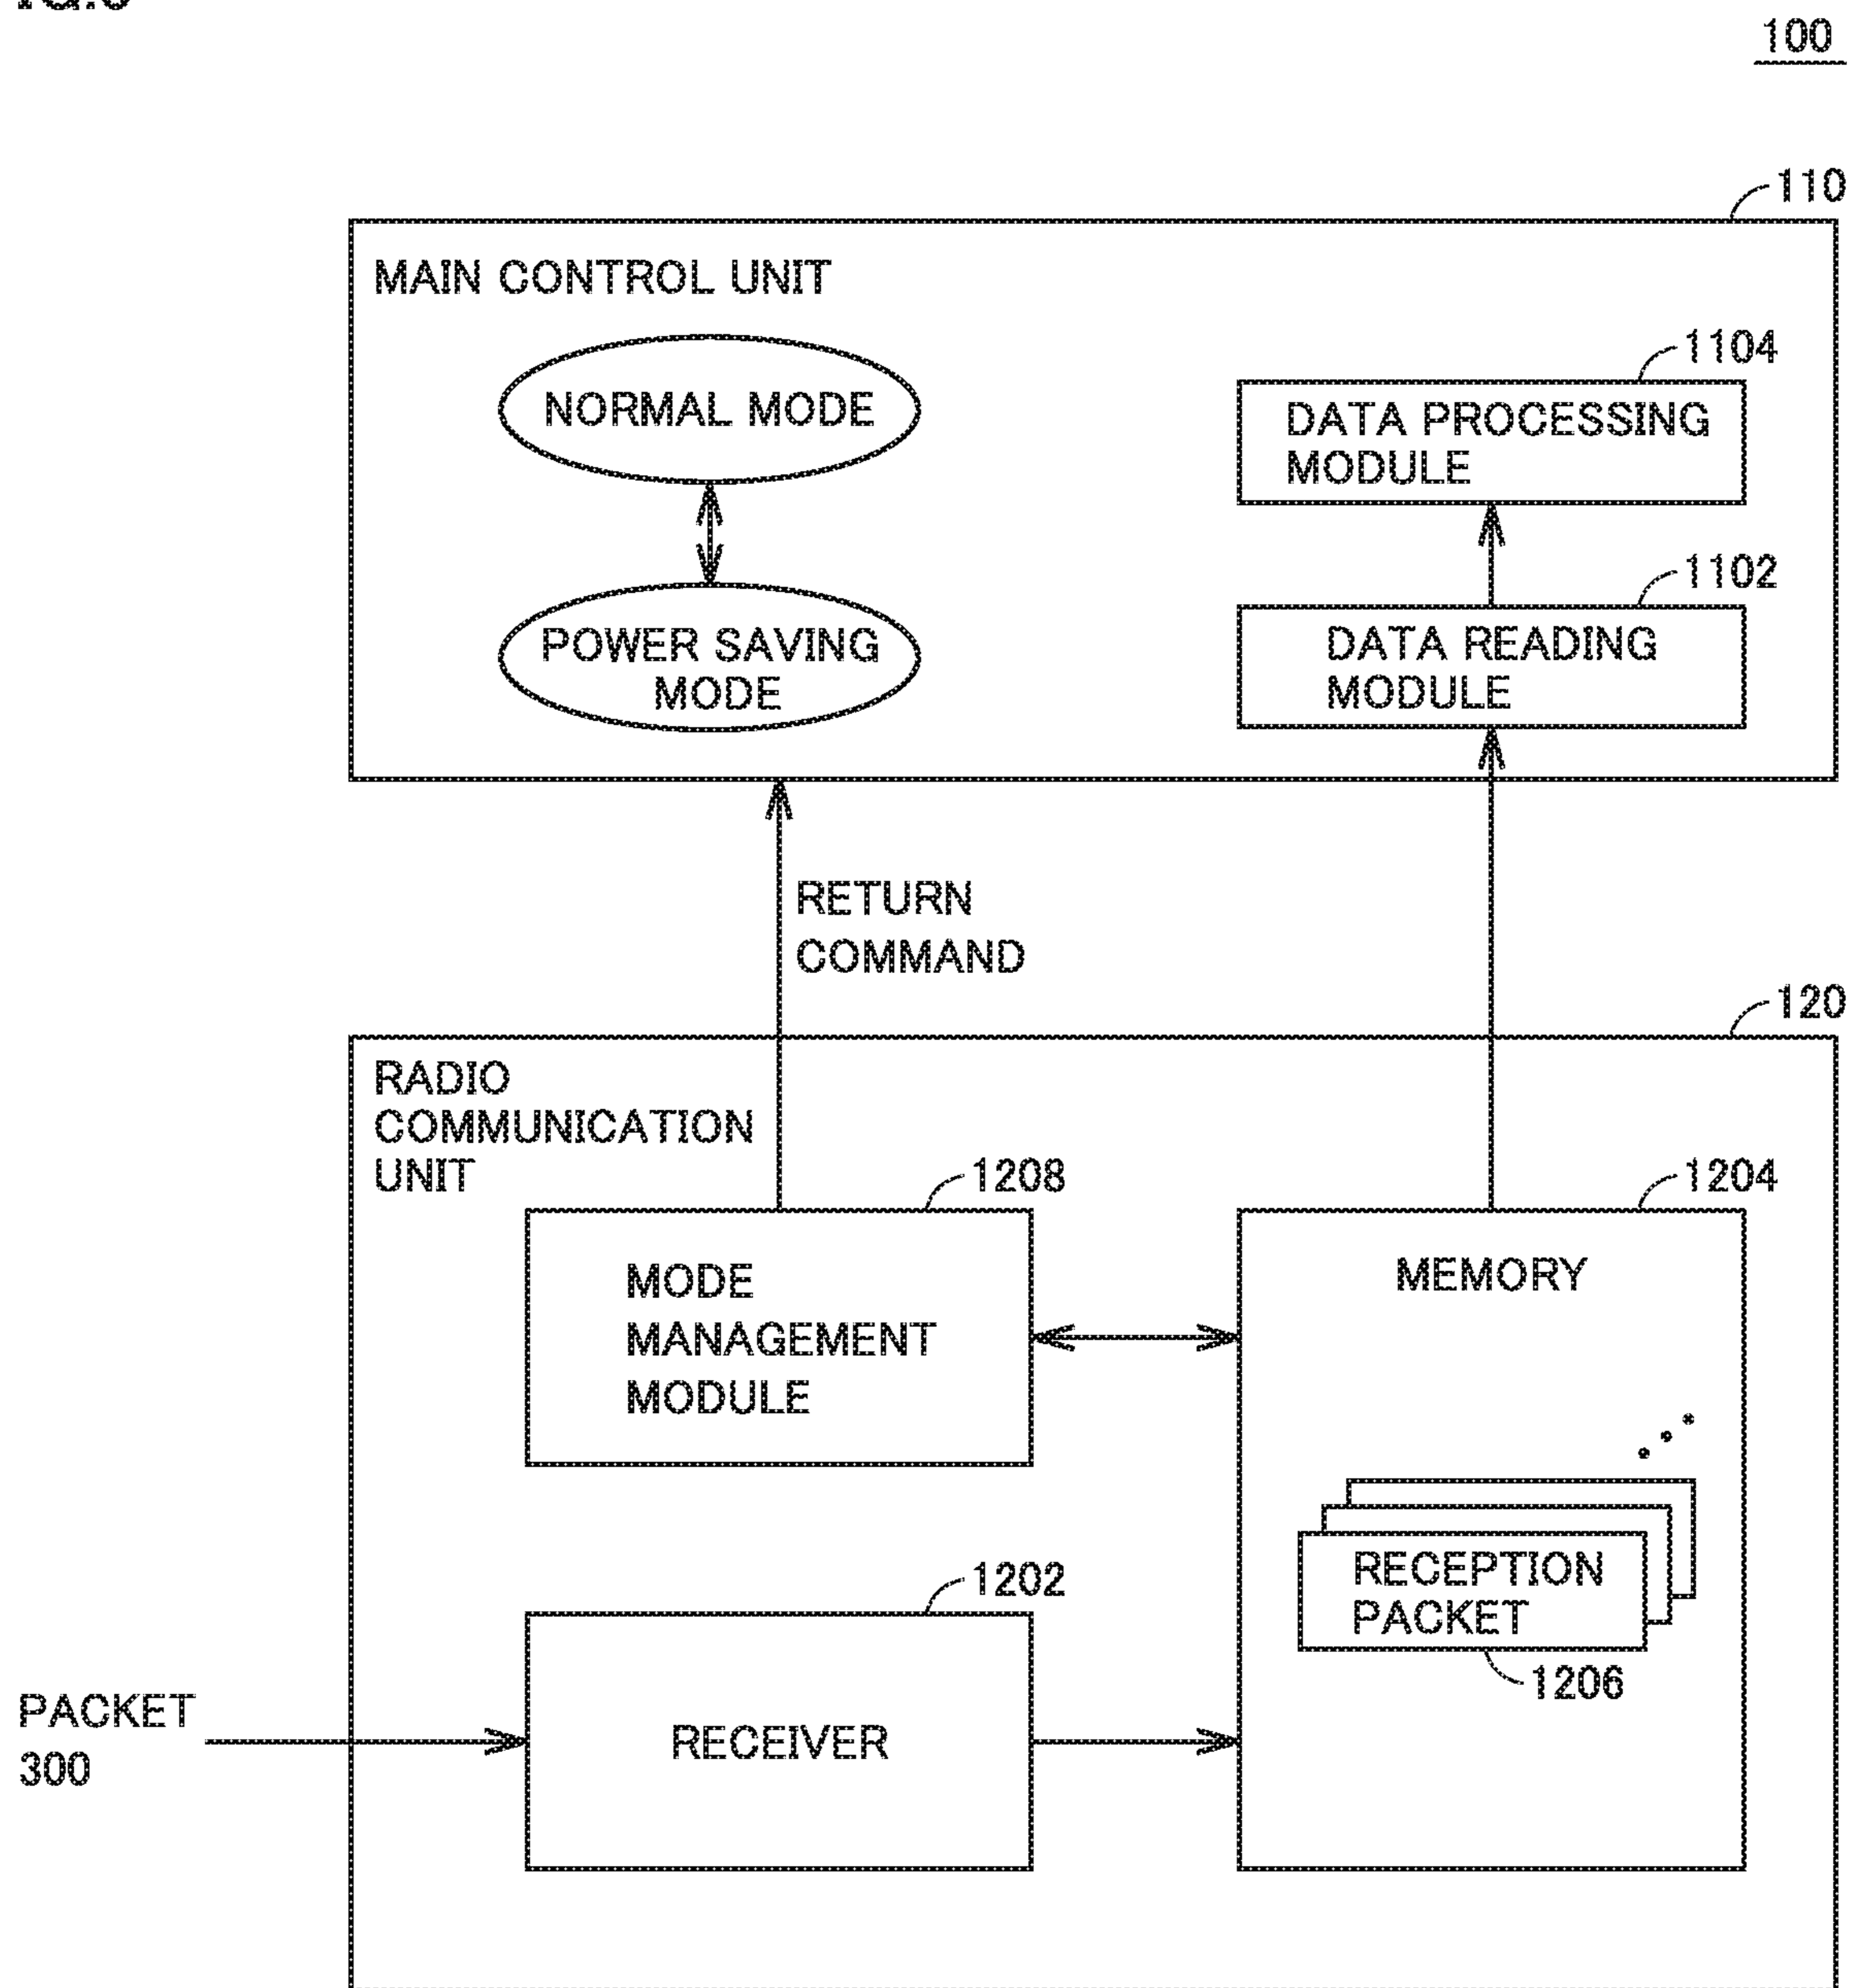 100
110
MAIN CONTROL UNIT
1104
NORMAL MODE
DATA PROCESSING
MODULE
1102
POWER SAVING
MODE
DATA READING
MODULE
RETURN
COMMAND
120
RADIO
COMMUNICATION
UNIT
1208
1204
MODE
MANAGEMENT
MODULE
MEMORY
RECEPTION
PACKET
1206
1202
PACKET
300
RECEIVER